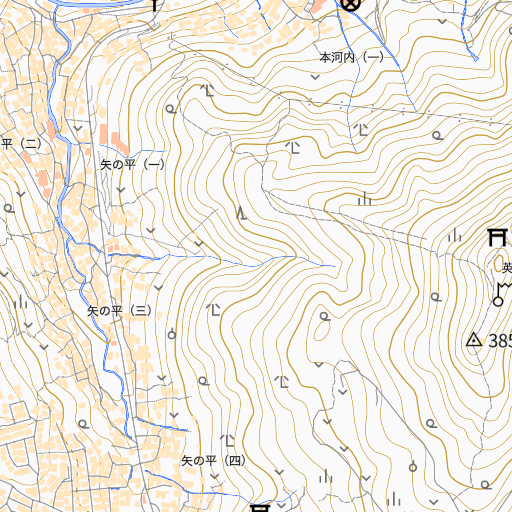 本河内（一）
平（二）
矢の平（一）
英
矢の平（三）
385
矢の平（四）